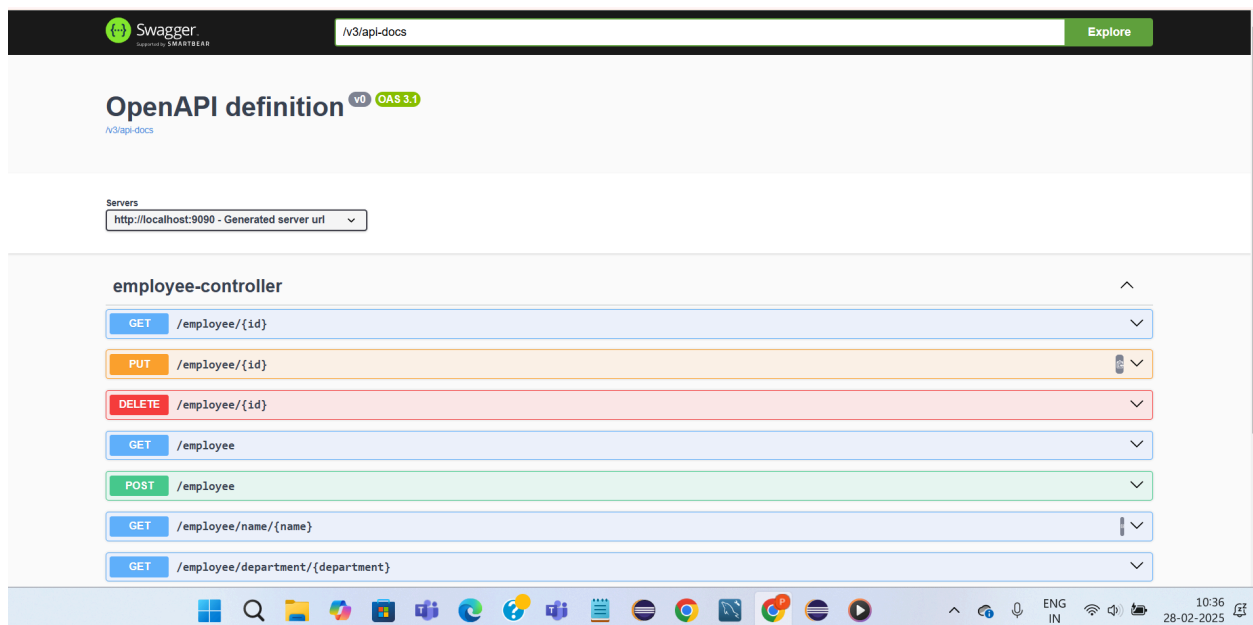 Swagger.
Supported by SMARTBEAR
/v3/api-docs
Explore
OpenAPI definition v0 OAS 3.1
/v3/api-docs
Servers
http://localhost:9090 - Generated server url
employee-controller
GET /employee/{id}
PUT /employee/{id}
DELETE /employee/{id}
GET /employee
POST /employee
GET /employee/name/{name}
GET /employee/department/{department}
P
ENG
IN
10:36
28-02-2025